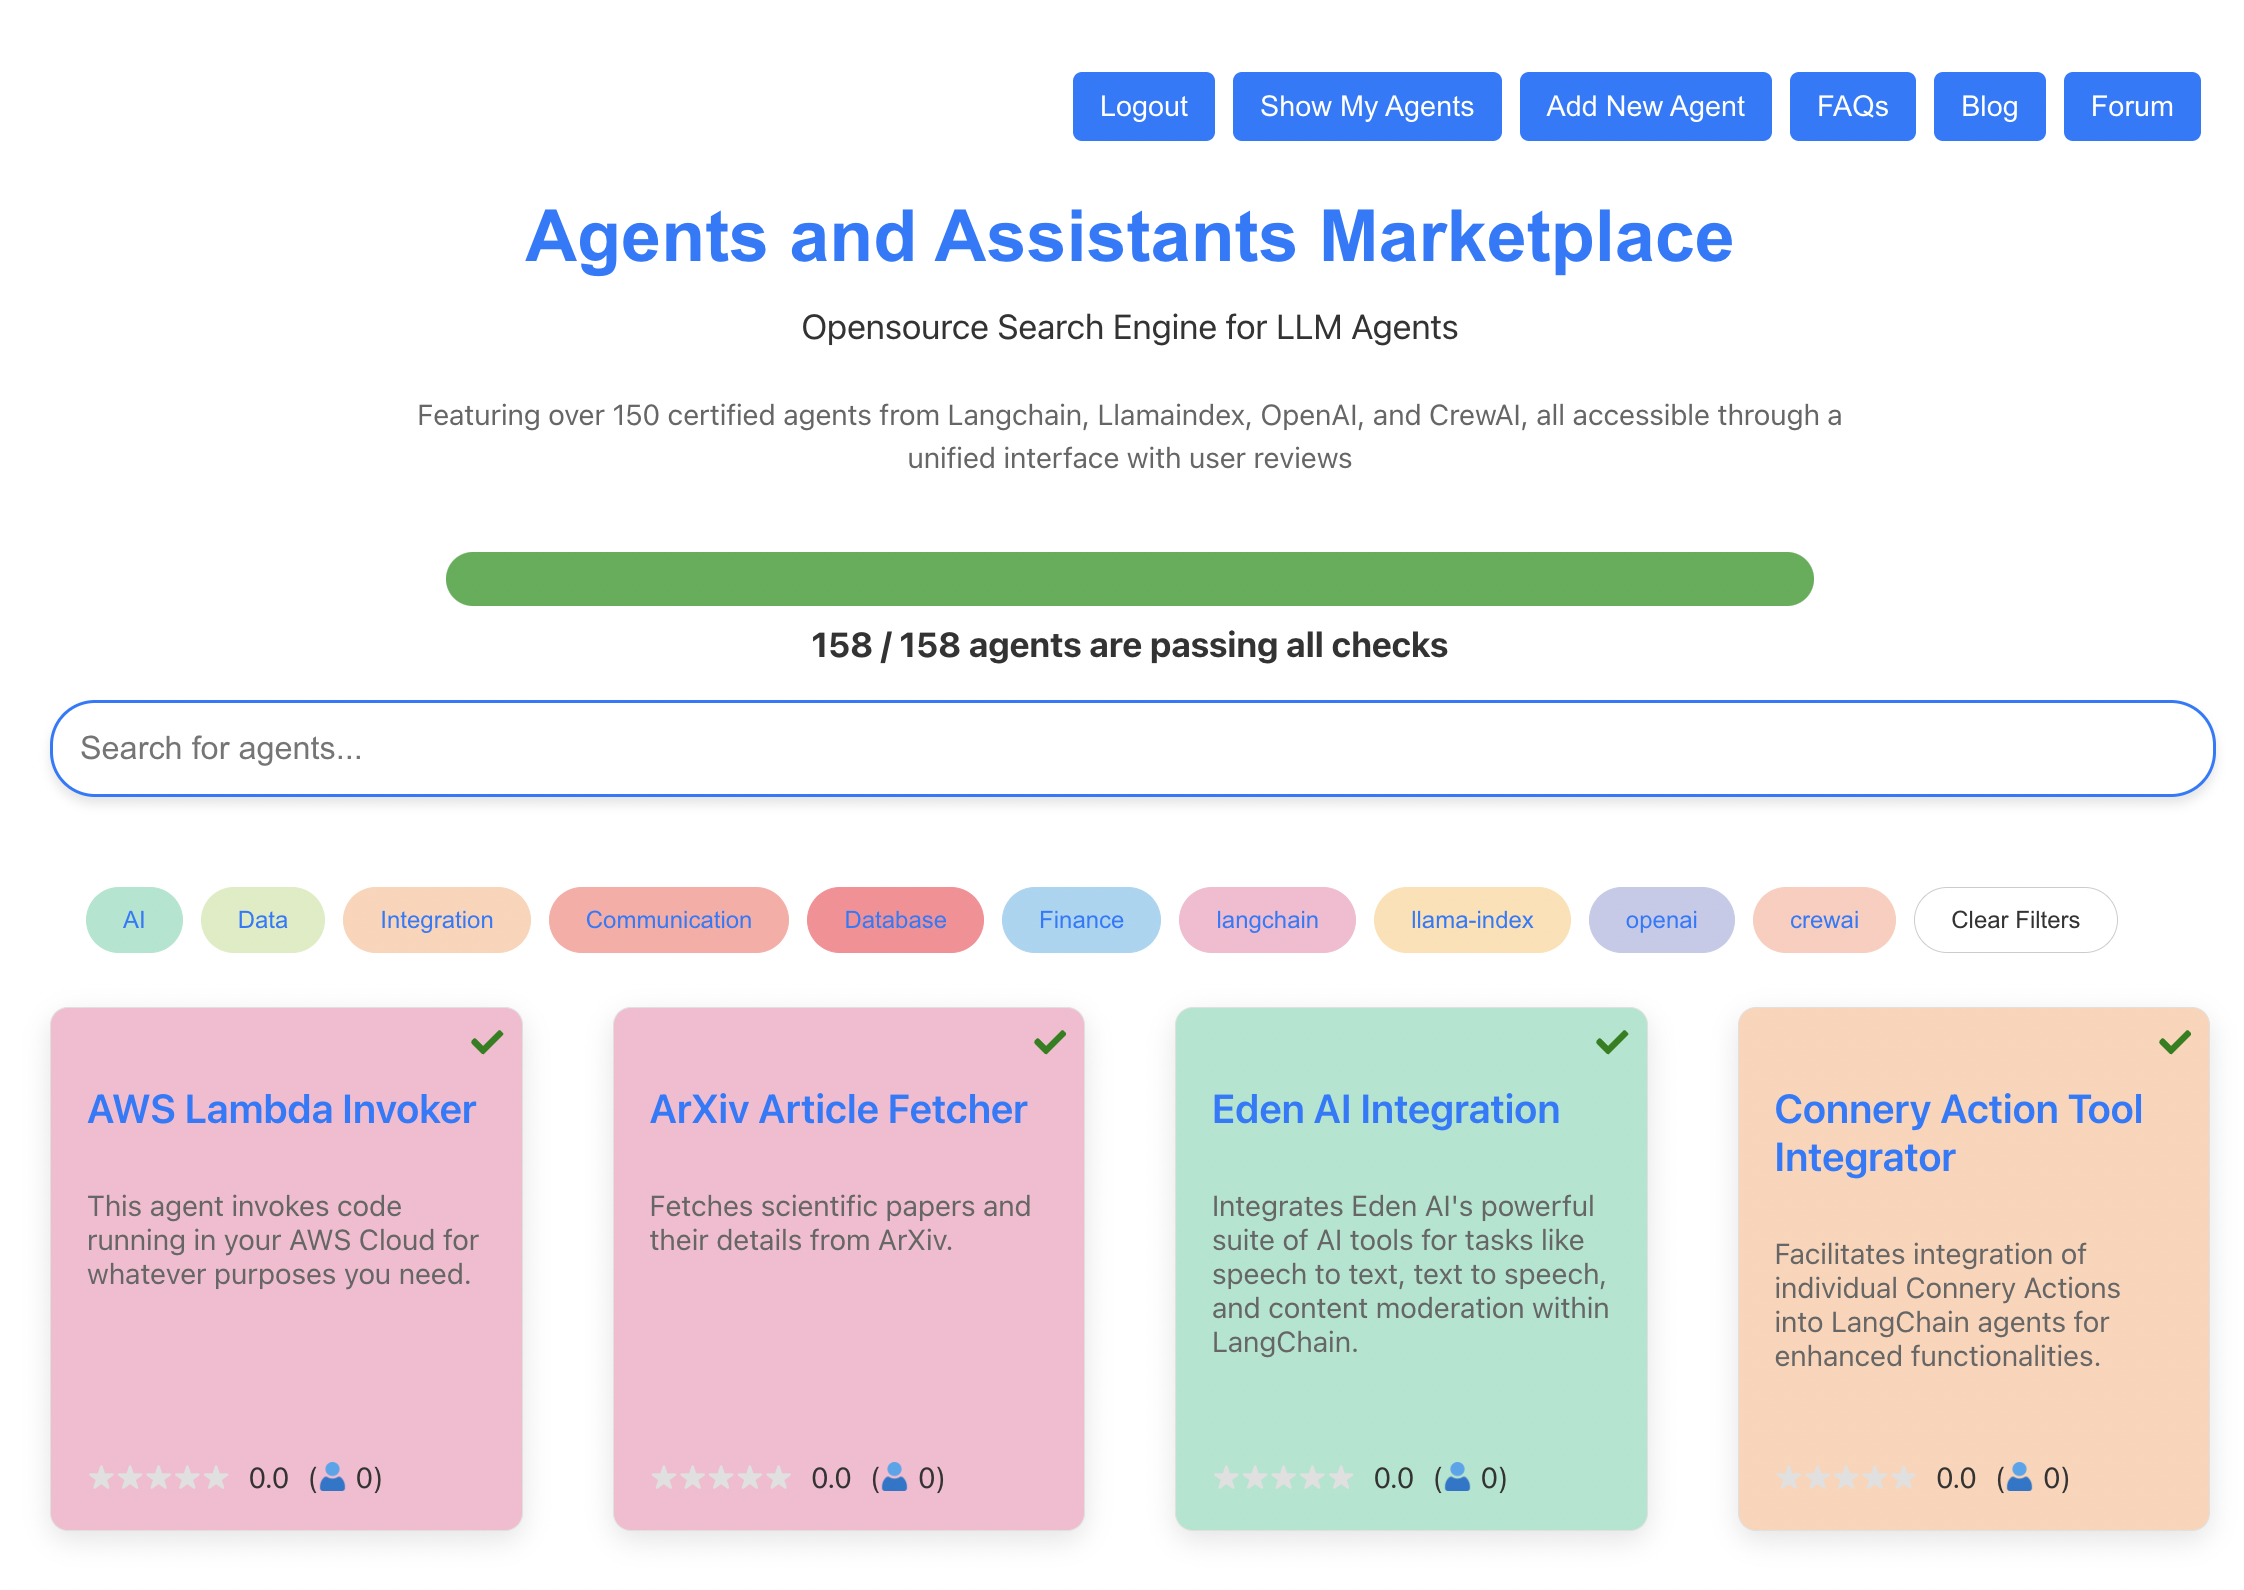 Logout
Show My Agents
Add New Agent
FAQs
Blog
Forum
Agents and Assistants Marketplace
Opensource Search Engine for LLM Agents
Featuring over 150 certified agents from Langchain, Llamaindex, OpenAI, and CrewAI, all accessible through a
unified interface with user reviews
158 / 158 agents are passing all checks
Search for agents...
AI
Data
Integration
Communication
Database
Finance
langchain
llama-index
openai
crewai
Clear Filters
AWS Lambda Invoker
This agent invokes code
running in your AWS Cloud for
whatever purposes you need.
0.0 ( 0)
ArXiv Article Fetcher
Fetches scientific papers and
their details from ArXiv.
0.0 ( 0)
Eden AI Integration
Integrates Eden AI's powerful
suite of AI tools for tasks like
speech to text, text to speech,
and content moderation within
LangChain.
0.0 ( 0)
Connery Action Tool
Integrator
Facilitates integration of
individual Connery Actions
into LangChain agents for
enhanced functionalities.
0.0 ( 0)